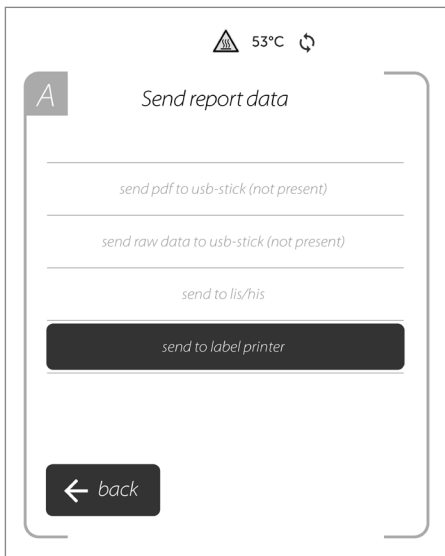 53°C
A
Send report data
send pdf to usb-stick (not present)
send raw data to usb-stick (not present)
send to lis/his
send to label printer
back